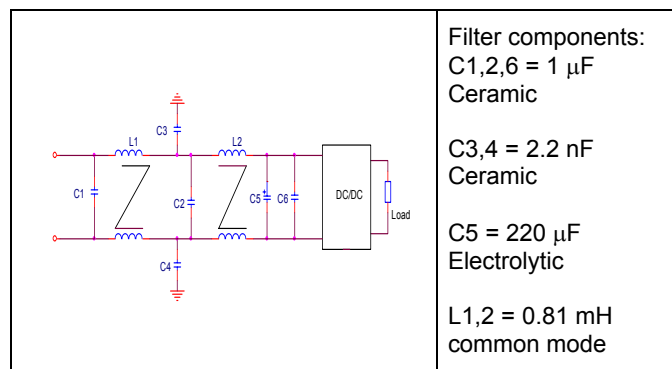 C3
L1
L2
C1
C2
C5
+
C6
DC/DC
Load
C4
Filter components:
C1,2,6 = 1 μF
Ceramic
C3,4 = 2.2 nF
Ceramic
C5 = 220 μF
Electrolytic
L1,2 = 0.81 mH
common mode